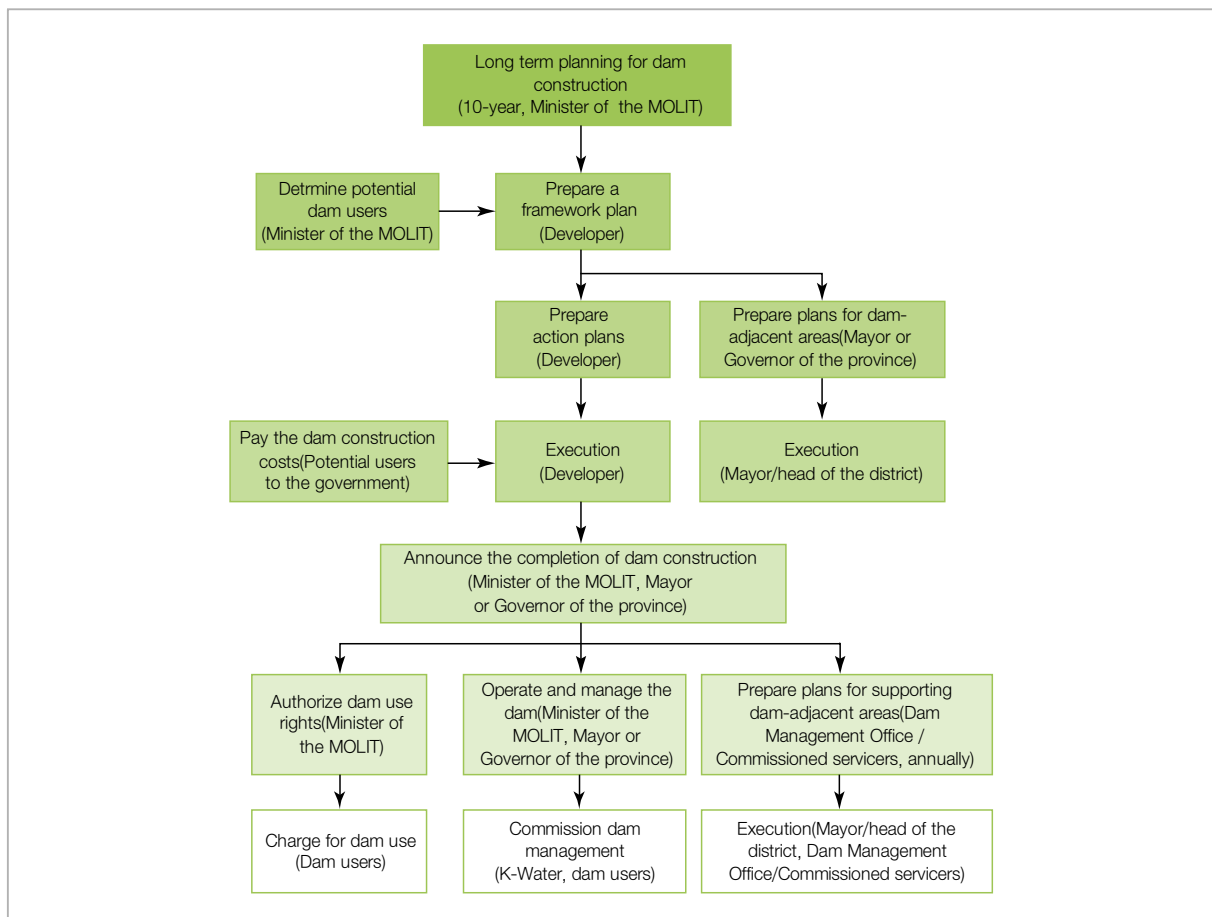 Long term planning for dam
construction
(10-year, Minister of the MOLIT)
Detrmine potential
dam users
(Minister of the MOLIT)
Prepare a
framework plan
(Developer)
Prepare
action plans
(Developer)
Prepare plans for dam-
adjacent areas(Mayor or
Governor of the province)
Pay the dam construction
costs(Potential users
to the government)
Execution
(Developer)
Execution
(Mayor/head of the district)
Announce the completion of dam construction
(Minister of the MOLIT, Mayor
or Governor of the province)
Authorize dam use
rights(Minister of
the MOLIT)
Operate and manage the
dam(Minister of the
MOLIT, Mayor or
Governor of the province)
Prepare plans for supporting
dam-adjacent areas(Dam
Management Office /
Commissioned servicers, annually)
Charge for dam use
(Dam users)
Commission dam
management
(K-Water, dam users)
Execution(Mayor/head of the
district, Dam Management
Office/Commissioned servicers)